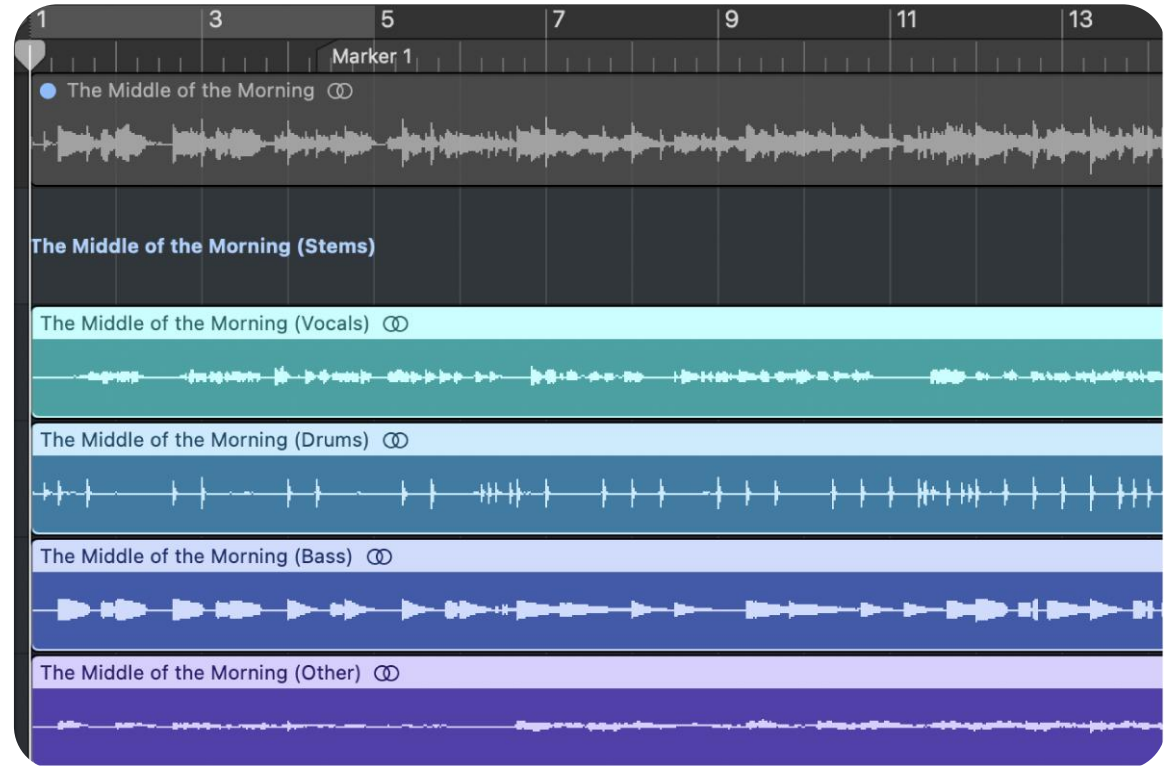 1 3 5 7 9 11 13
Marker 1
The Middle of the Morning
The Middle of the Morning (Stems)
The Middle of the Morning (Vocals)
The Middle of the Morning (Drums)
The Middle of the Morning (Bass)
The Middle of the Morning (Other)